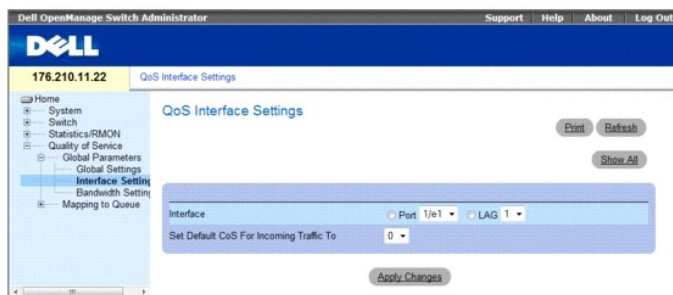 Dell OpenManage Switch Administrator
Support Help About Log Out
DELL
176.210.11.22
QoS Interface Settings
Home
System
Switch
Statistics/RMON
Quality of Service
Global Parameters
Global Settings
Interface Setting
Bandwidth Setting
Mapping to Queue
QoS Interface Settings
Print Refresh
Show All
Interface Port 1/e1 LAG 1
Set Default CoS For Incoming Traffic To 0
Apply Changes